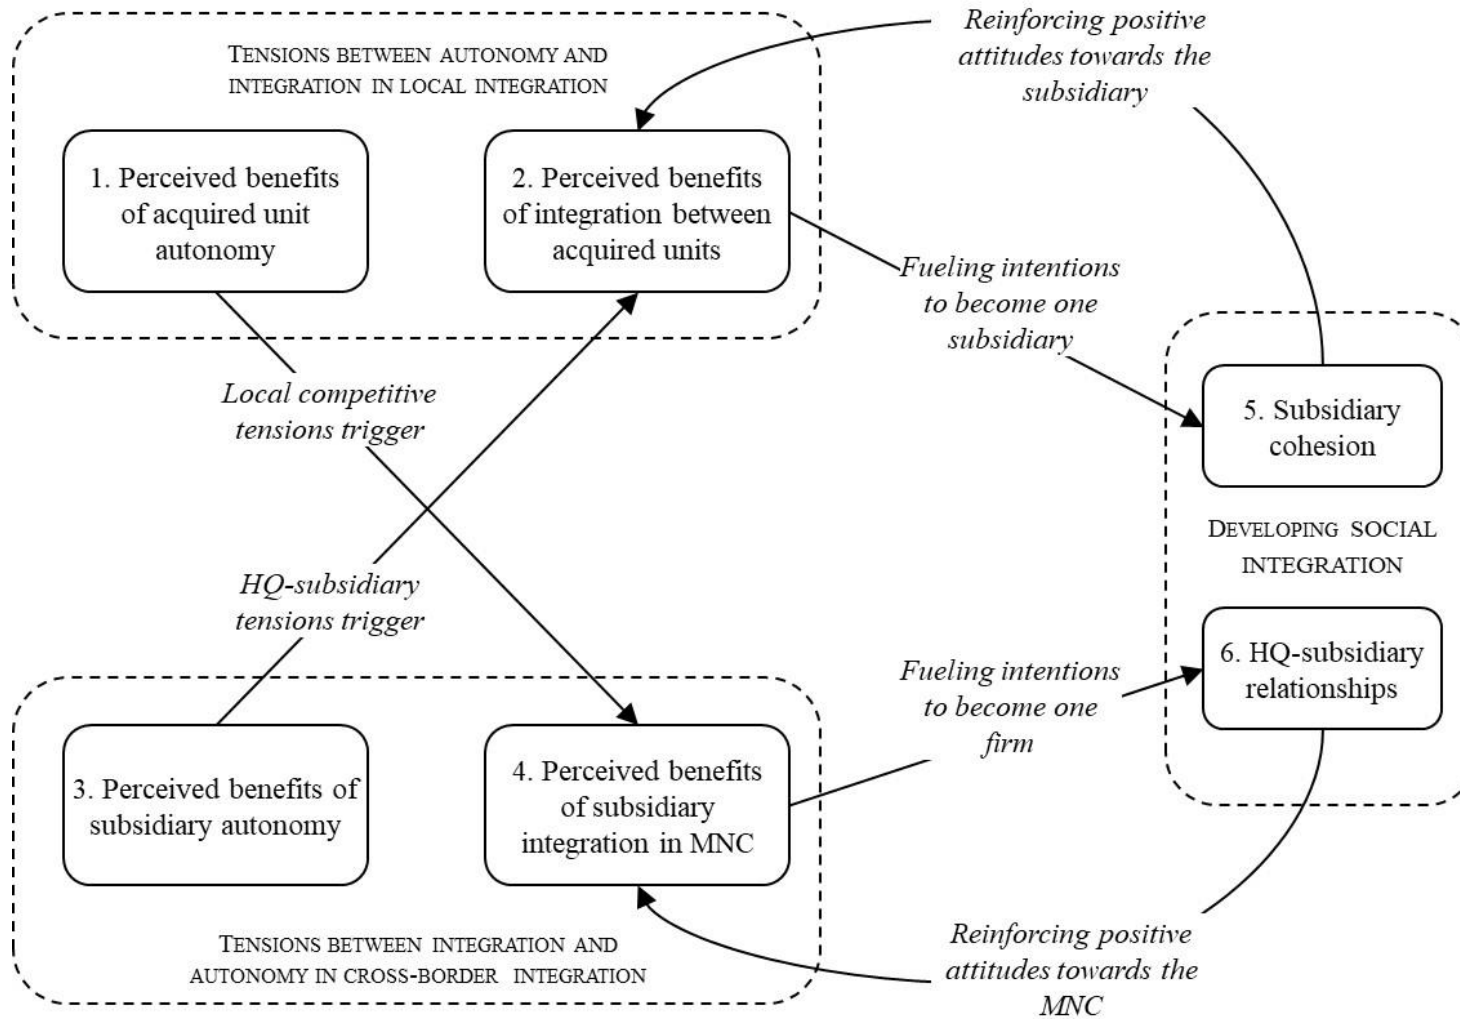 TENSIONS BETWEEN AUTONOMY AND
INTEGRATION IN LOCAL INTEGRATION
1. Perceived benefits
of acquired unit
autonomy
2. Perceived benefits
of integration between
acquired units
Reinforcing positive
attitudes towards the
subsidiary
Fueling intentions
to become one
subsidiary
Local competitive
tensions trigger
HQ-subsidiary
tensions trigger
5. Subsidiary
cohesion
DEVELOPING SOCIAL
INTEGRATION
6. HQ-subsidiary
relationships
Fueling intentions
to become one
firm
3. Perceived benefits of
subsidiary autonomy
4. Perceived benefits
of subsidiary
integration in MNC
TENSIONS BETWEEN INTEGRATION AND
AUTONOMY IN CROSS-BORDER INTEGRATION
Reinforcing positive
attitudes towards the
MNC